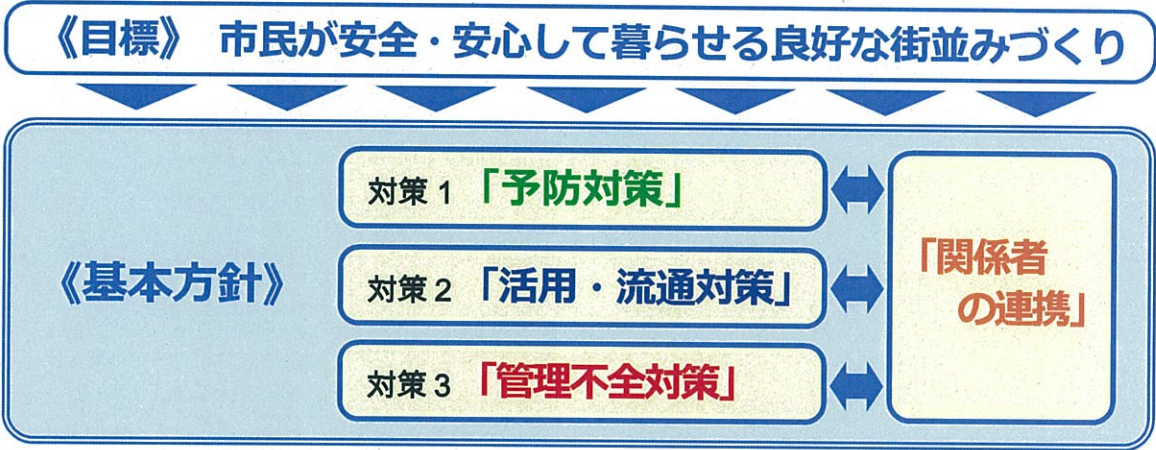 《目標》 市民が安全・安心して暮らせる良好な街並みづくり
《基本方針》
対策1 「予防対策」
対策2 「活用・流通対策」
対策3 「管理不全対策」
「関係者
の連携」